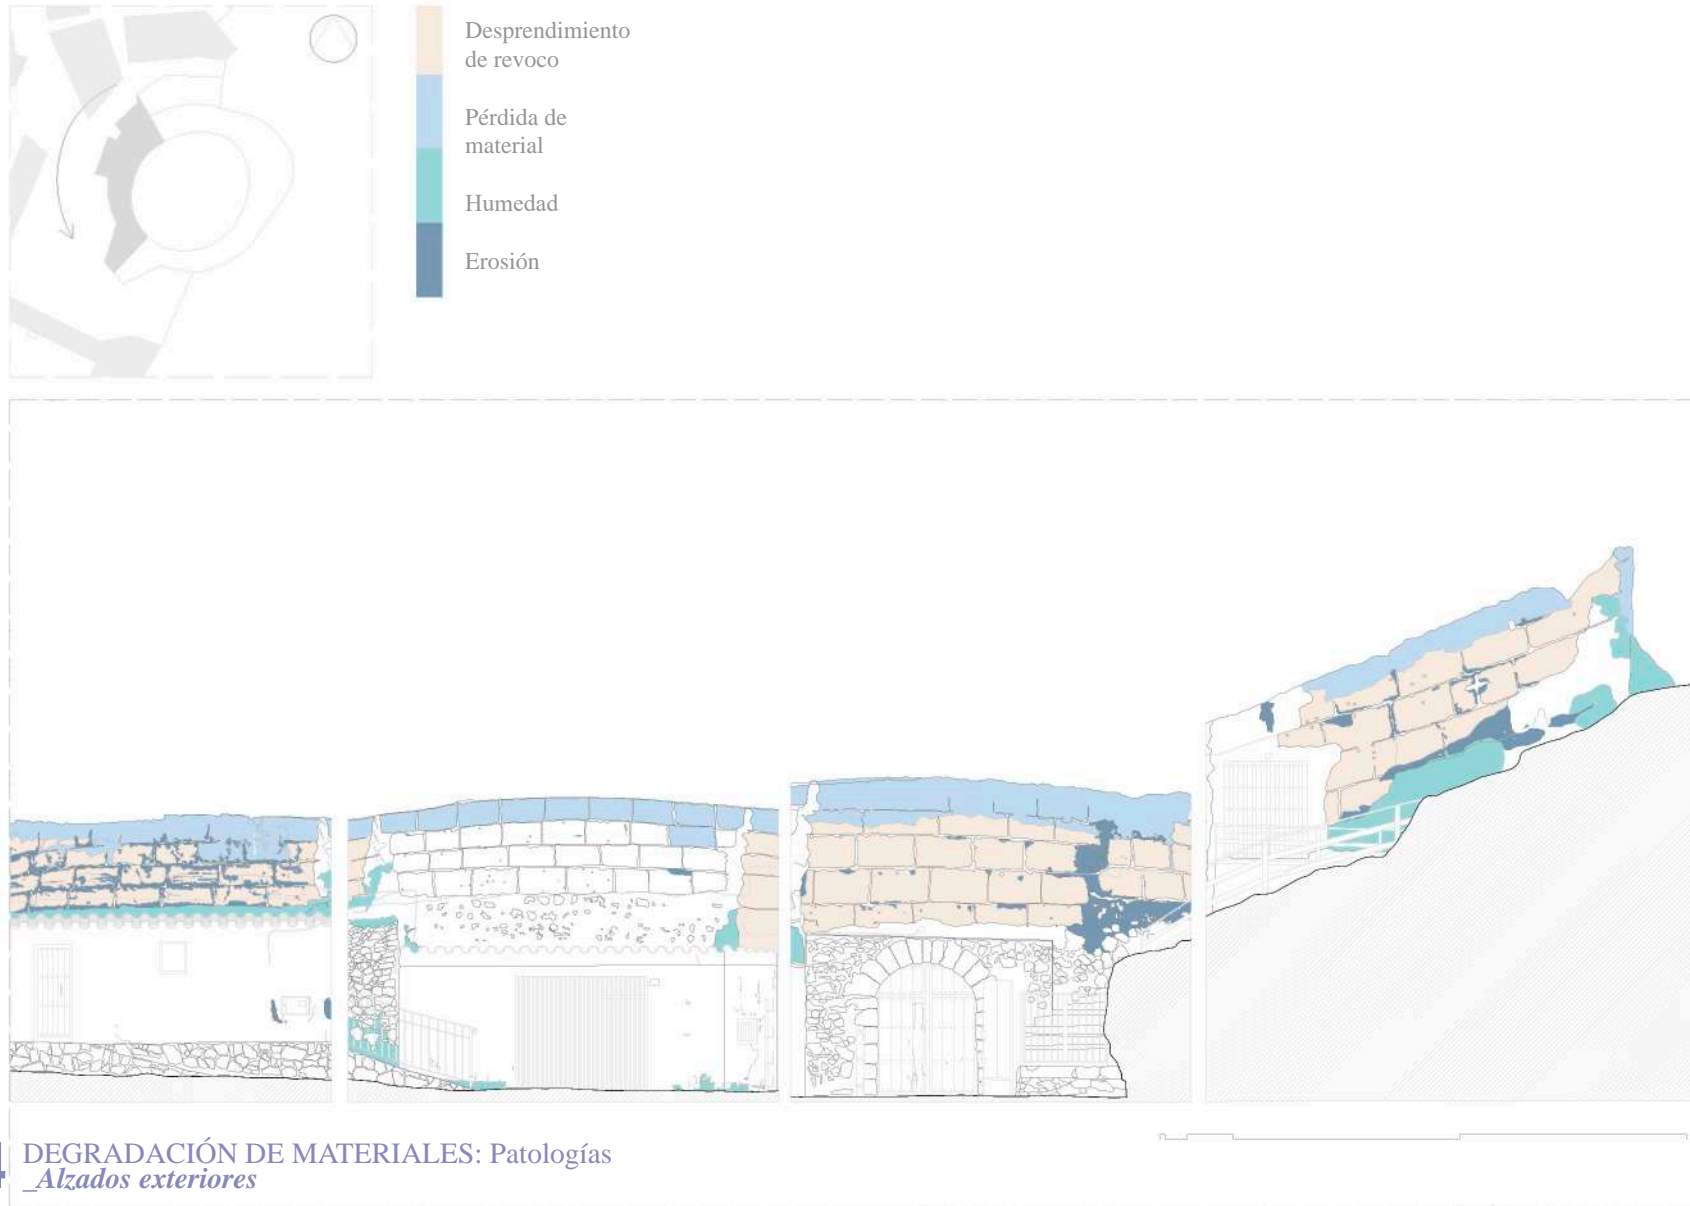 Desprendimiento
de revoco
Pérdida de
material
Humedad
Erosión
DEGRADACIÓN DE MATERIALES: Patologías
_Alzados exteriores